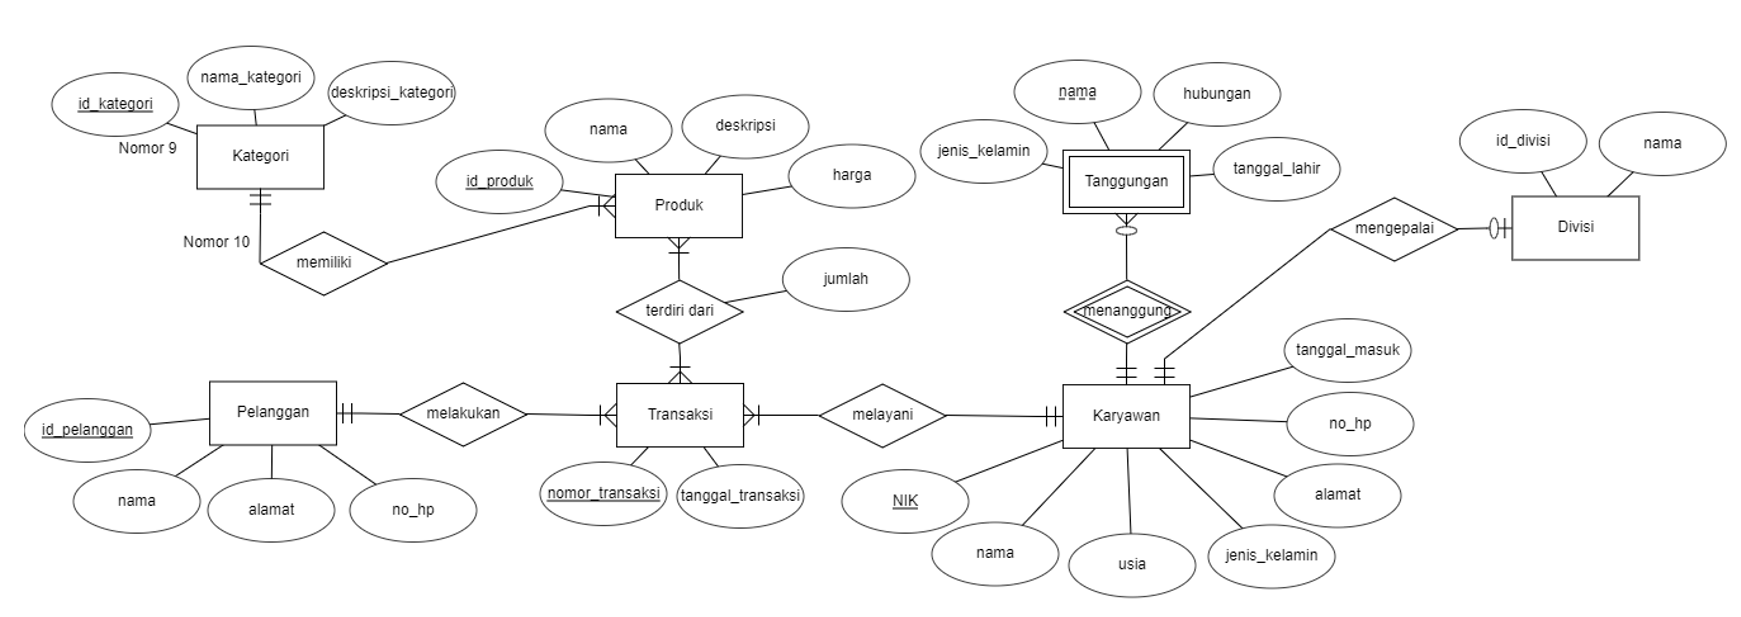 nama_kategori
id_kategori
deskripsi_kategori
Nomor 9
Kategori
nama
deskripsi
id_produk
harga
Produk
nama
hubungan
jenis_kelamin
tanggal_lahir
Tanggungan
id_divisi
nama
mengepalai
Divisi
Nomor 10
memiliki
jumlah
terdiri dari
menanggung
tanggal_masuk
Pelanggan
melakukan
Transaksi
melayani
Karyawan
no_hp
id_pelanggan
nama
alamat
no_hp
nomor_transaksi
tanggal_transaksi
NIK
alamat
nama
usia
jenis_kelamin